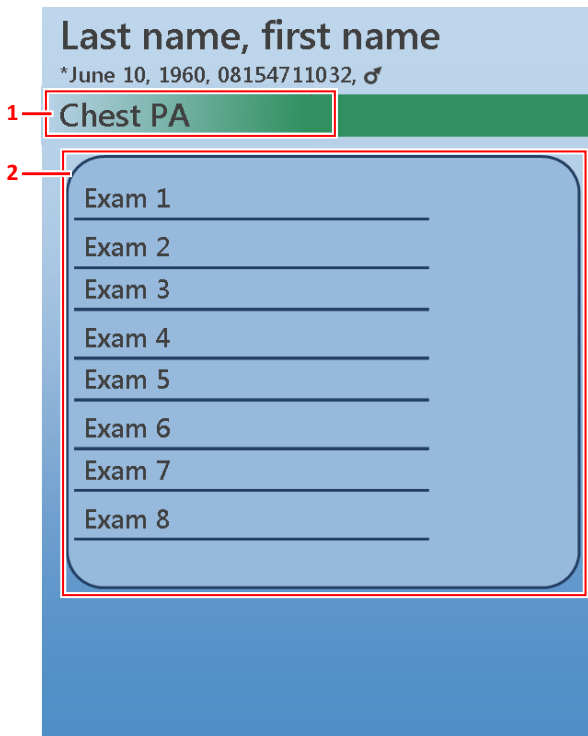 Last name, first name
*June 10, 1960, 08154711032, ♂
1
Chest PA
2
Exam 1
Exam 2
Exam 3
Exam 4
Exam 5
Exam 6
Exam 7
Exam 8